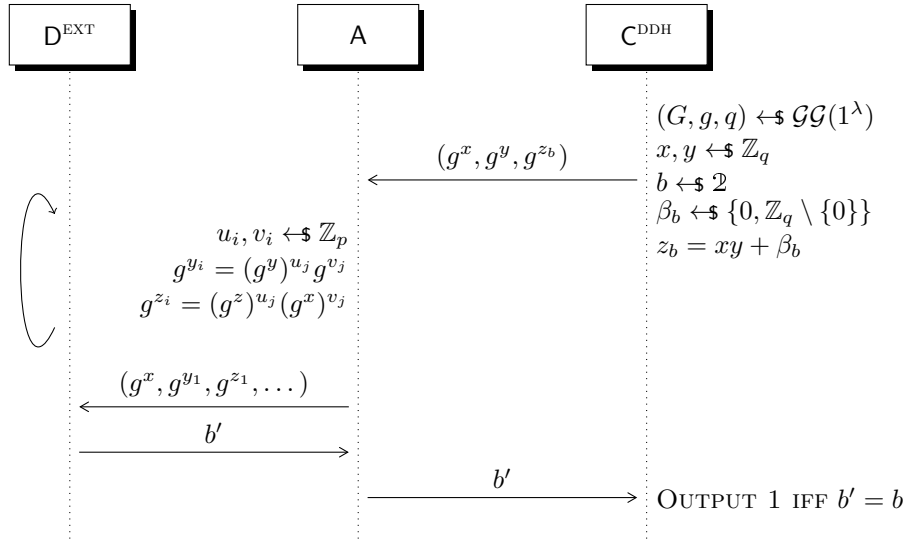 D^EXT
A
C^DDH
(G, g, q) ←$ 𝒢𝒢(1^λ)
(g^x, g^y, g^{z_b})
x, y ←$ ℤ_q
b ←$ 𝟚
β_b ←$ {0, ℤ_q \ {0}}
z_b = xy + β_b
u_i, v_i ←$ ℤ_p
g^{y_i} = (g^y)^{u_j} g^{v_j}
g^{z_i} = (g^z)^{u_j} (g^x)^{v_j}
(g^x, g^{y_1}, g^{z_1}, . . . )
b′
b′
OUTPUT 1 IFF b′ = b